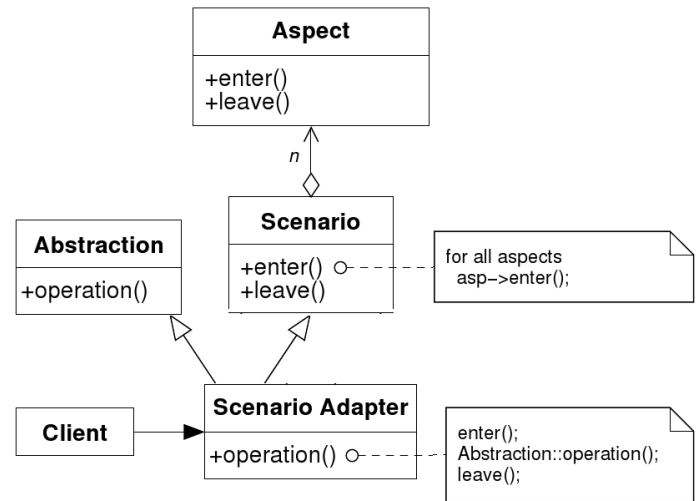 Aspect
+enter()
+leave()
n
Scenario
+enter()
+leave()
for all aspects
asp–>enter();
Abstraction
+operation()
Scenario Adapter
+operation()
Client
enter();
Abstraction::operation();
leave();